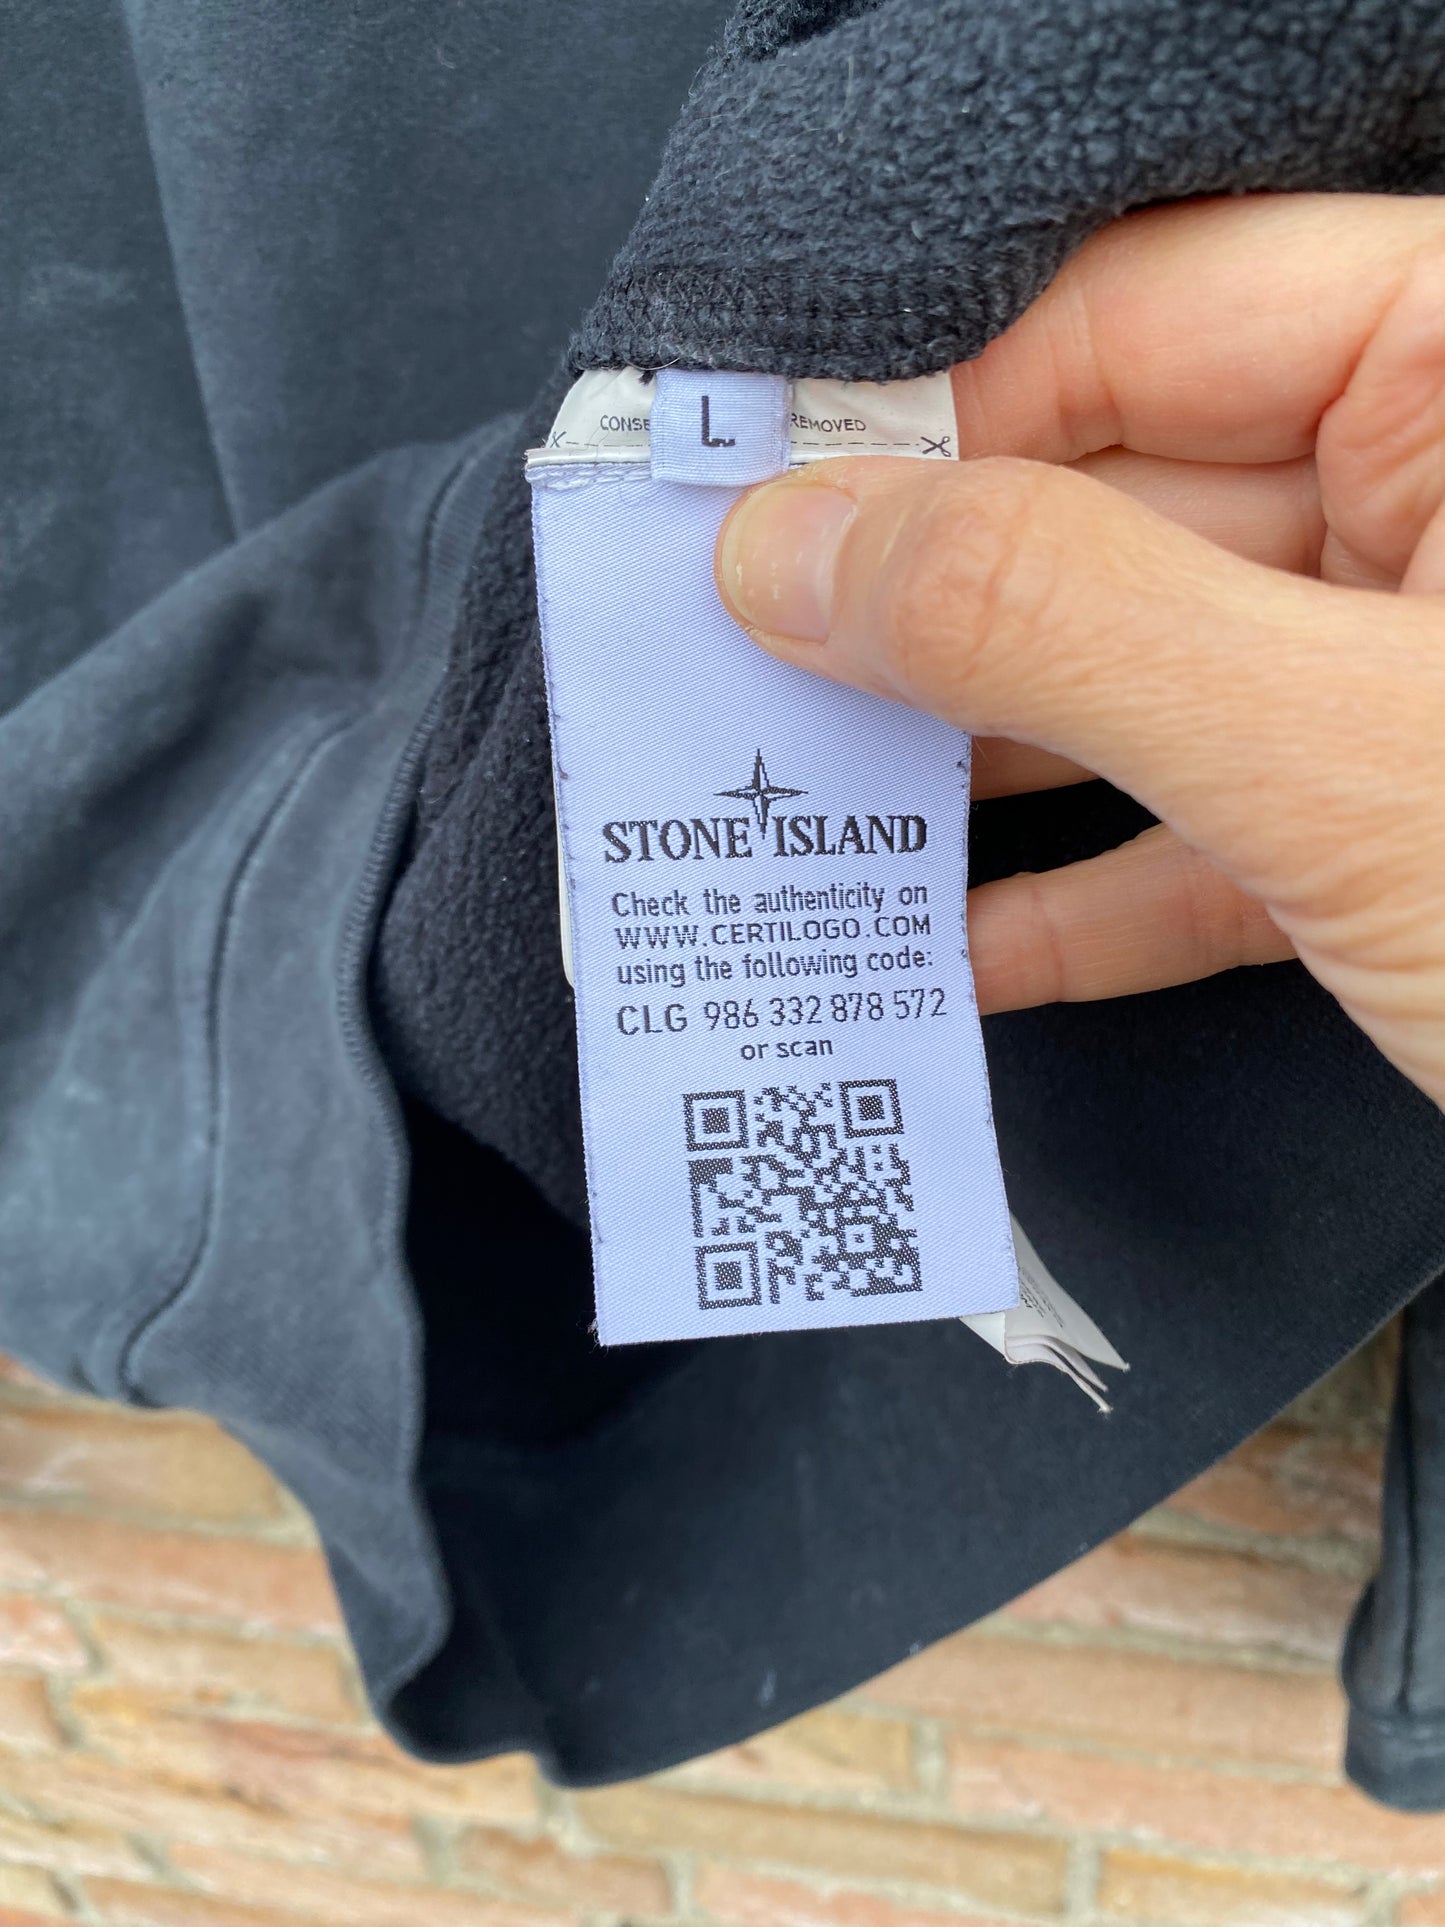 CONSE
L
REMOVED
STONE ISLAND
Check the authenticity on
WWW.CERTILOGO.COM
using the following code:
CLG 986 332 878 572
or scan